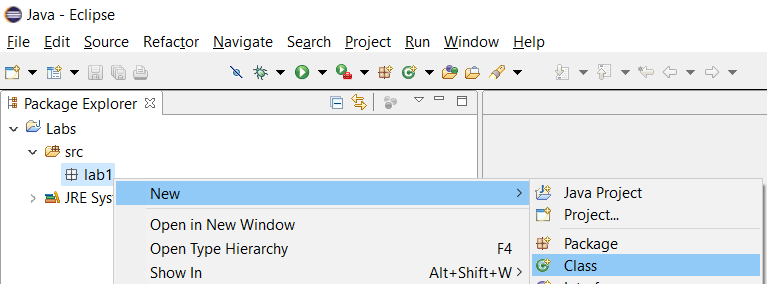 Java - Eclipse
File Edit Source Refactor Navigate Search Project Run Window Help
Package Explorer
Labs
src
lab1
JRE Sys
New
Open in New Window
Open Type Hierarchy F4
Show In Alt+Shift+W
Java Project
Project...
Package
Class